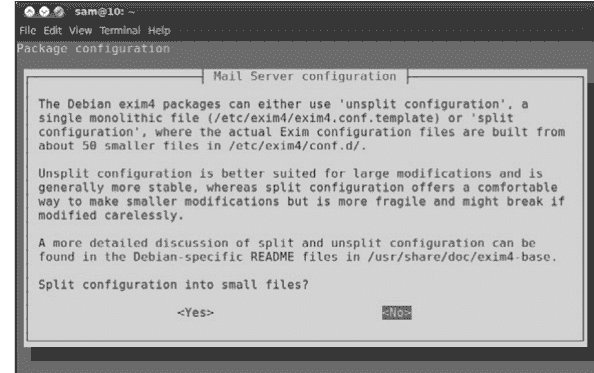 sam@10: ~
File Edit View Terminal Help
Package configuration
Mail Server configuration
The Debian exim4 packages can either use 'unsplit configuration', a
single monolithic file (/etc/exim4/exim4.conf.template) or 'split
configuration', where the actual Exim configuration files are built from
about 50 smaller files in /etc/exim4/conf.d/.
Unsplit configuration is better suited for large modifications and is
generally more stable, whereas split configuration offers a comfortable
way to make smaller modifications but is more fragile and might break if
modified carelessly.
A more detailed discussion of split and unsplit configuration can be
found in the Debian-specific README files in /usr/share/doc/exim4-base.
Split configuration into small files?
<Yes> <No>